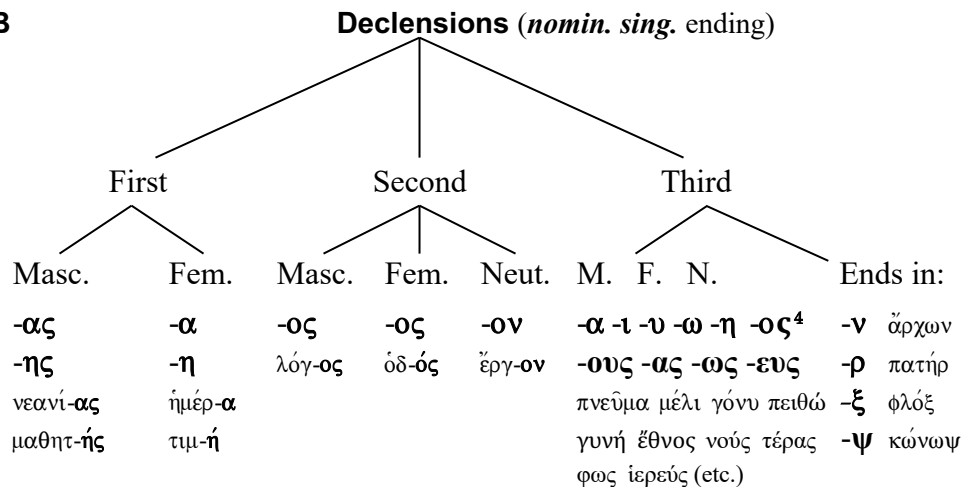 B Declensions (nomin. sing. ending)
First Second Third
Masc. Fem. Masc. Fem. Neut. M. F. N. Ends in:
-ας -α -ος -ος -ον -α -ι -υ -ω -η -ος⁴ -ν ἄρχων
-ης -η λόγ-ος ὁδ-ός ἔργ-ον -ους -ας -ως -ευς -ρ πατήρ
νεανί-ας ἡμέρ-α πνεῦμα μέλι γόνυ πειθώ -ξ φλόξ
μαθητ-ής τιμ-ή γυνή ἔθνος νούς τέρας -ψ κώνωψ
φως ἱερεύς (etc.)